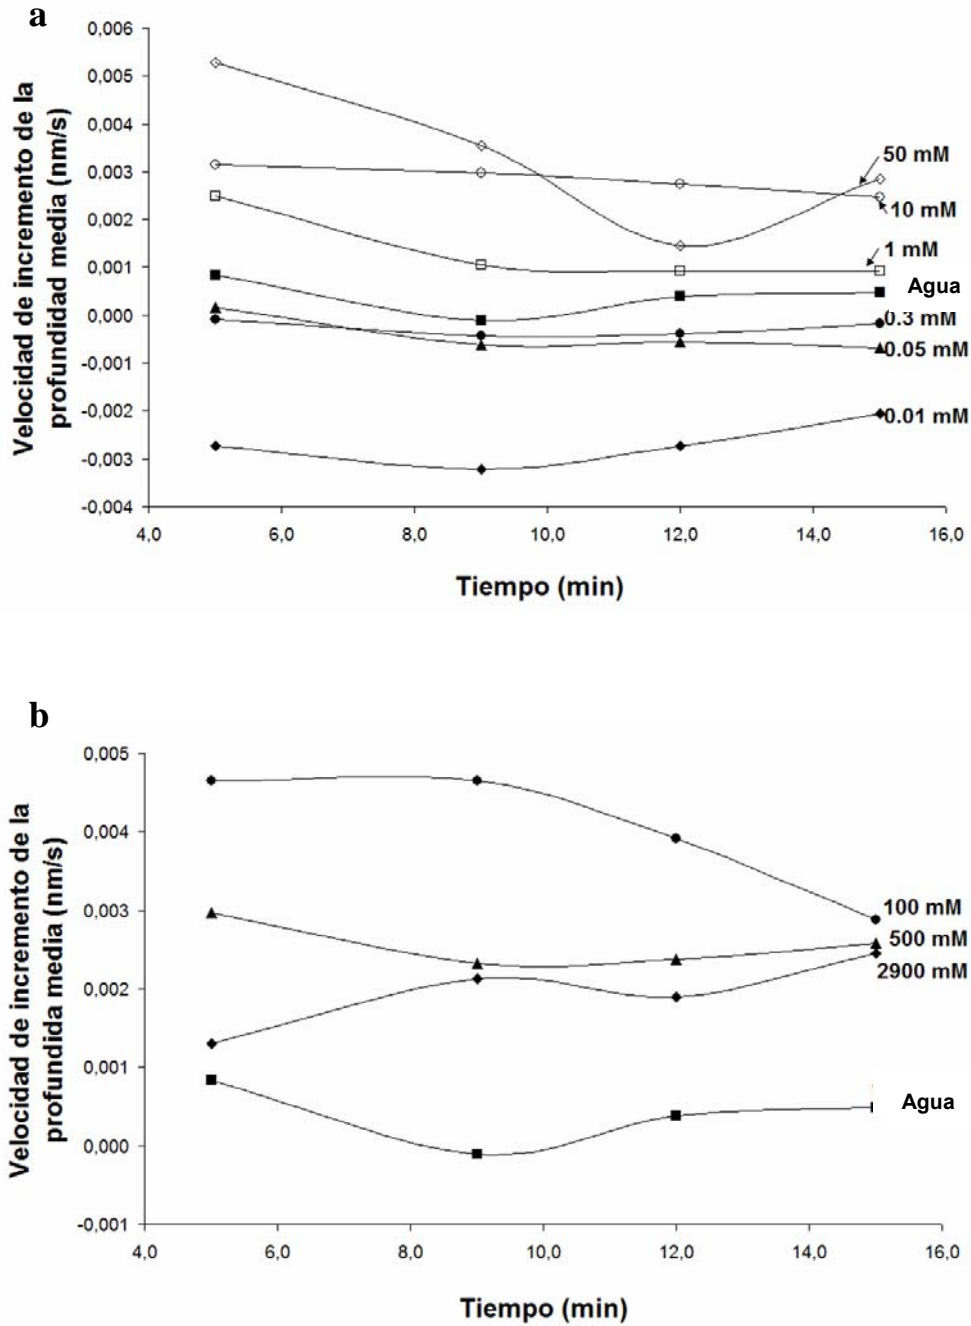 a
Velocidad de incremento de la
profundidad media (nm/s)
0,006
0,005
0,004
0,003
0,002
0,001
0,000
-0,001
-0,002
-0,003
-0,004
50 mM
10 mM
1 mM
Agua
0.3 mM
0.05 mM
0.01 mM
4,0 6,0 8,0 10,0 12,0 14,0 16,0
Tiempo (min)
b
Velocidad de incremento de la
profundida media (nm/s)
0,005
0,004
0,003
0,002
0,001
0,000
-0,001
100 mM
500 mM
2900 mM
Agua
4,0 6,0 8,0 10,0 12,0 14,0 16,0
Tiempo (min)